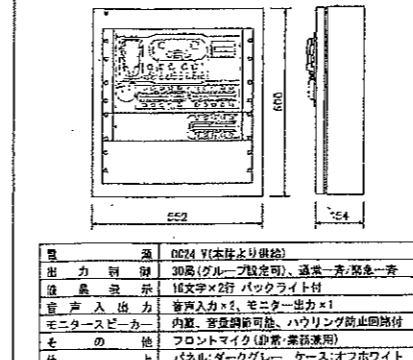 600
552
154
電源 DC24 V(本体より供給)
出力制御 30局(グループ設定可)、通常一斉/緊急一斉
液晶表示 16文字×2行 バックライト付
音声入出力 音声入力×2、モニター出力×1
モニタースピーカー 内蔵、音量調節可能、ハウリング防止回路付
その他 フロントマイク(非常・業務兼用)
仕上 パネル:ダークグレー ケース:オフホワイト